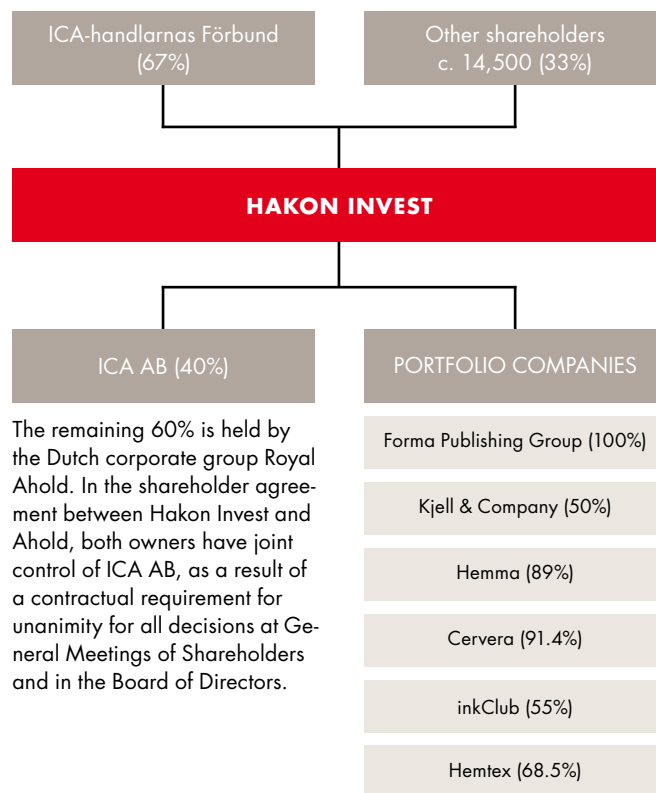 ICA-handlarnas Förbund
(67%)
Other shareholders
c. 14,500 (33%)
HAKON INVEST
ICA AB (40%)
The remaining 60% is held by
the Dutch corporate group Royal
Ahold. In the shareholder agree-
ment between Hakon Invest and
Ahold, both owners have joint
control of ICA AB, as a result of
a contractual requirement for
unanimity for all decisions at Ge-
neral Meetings of Shareholders
and in the Board of Directors.
PORTFOLIO COMPANIES
Forma Publishing Group (100%)
Kjell & Company (50%)
Hemma (89%)
Cervera (91.4%)
inkClub (55%)
Hemtex (68.5%)